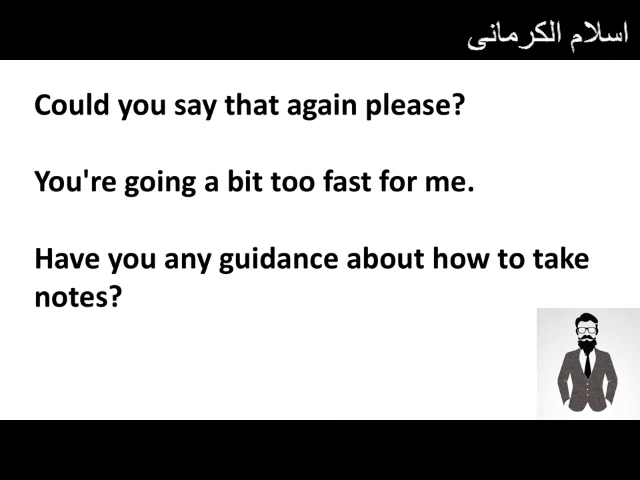 اسلام الكرمانى
Could you say that again please?
You're going a bit too fast for me.
Have you any guidance about how to take
notes?